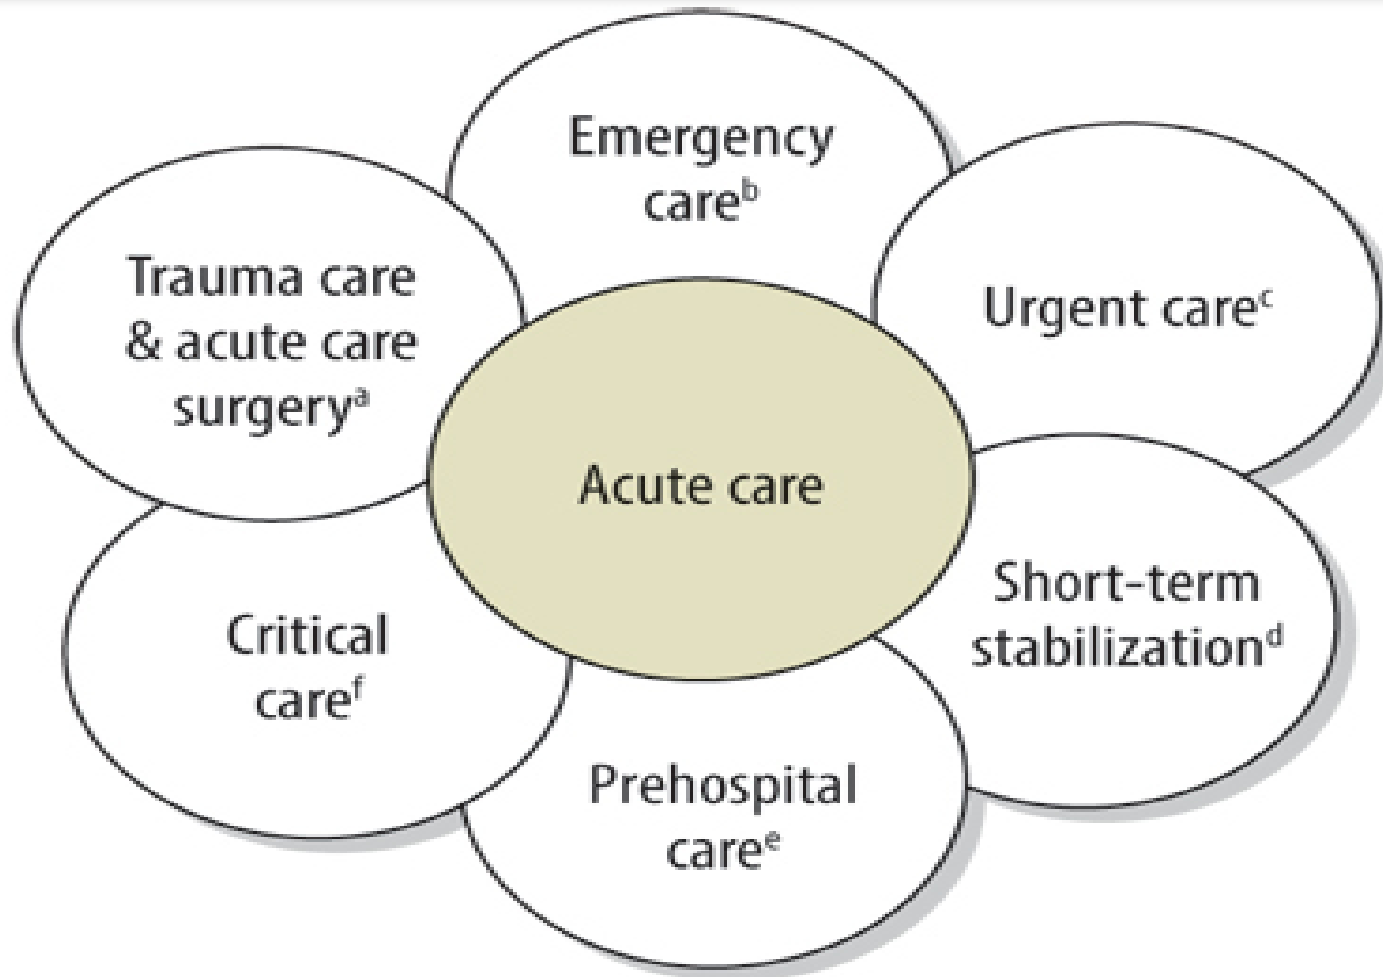 Emergency
care^b
Trauma care
& acute care
surgery^a
Urgent care^c
Acute care
Short-term
stabilization^d
Critical
care^f
Prehospital
care^e